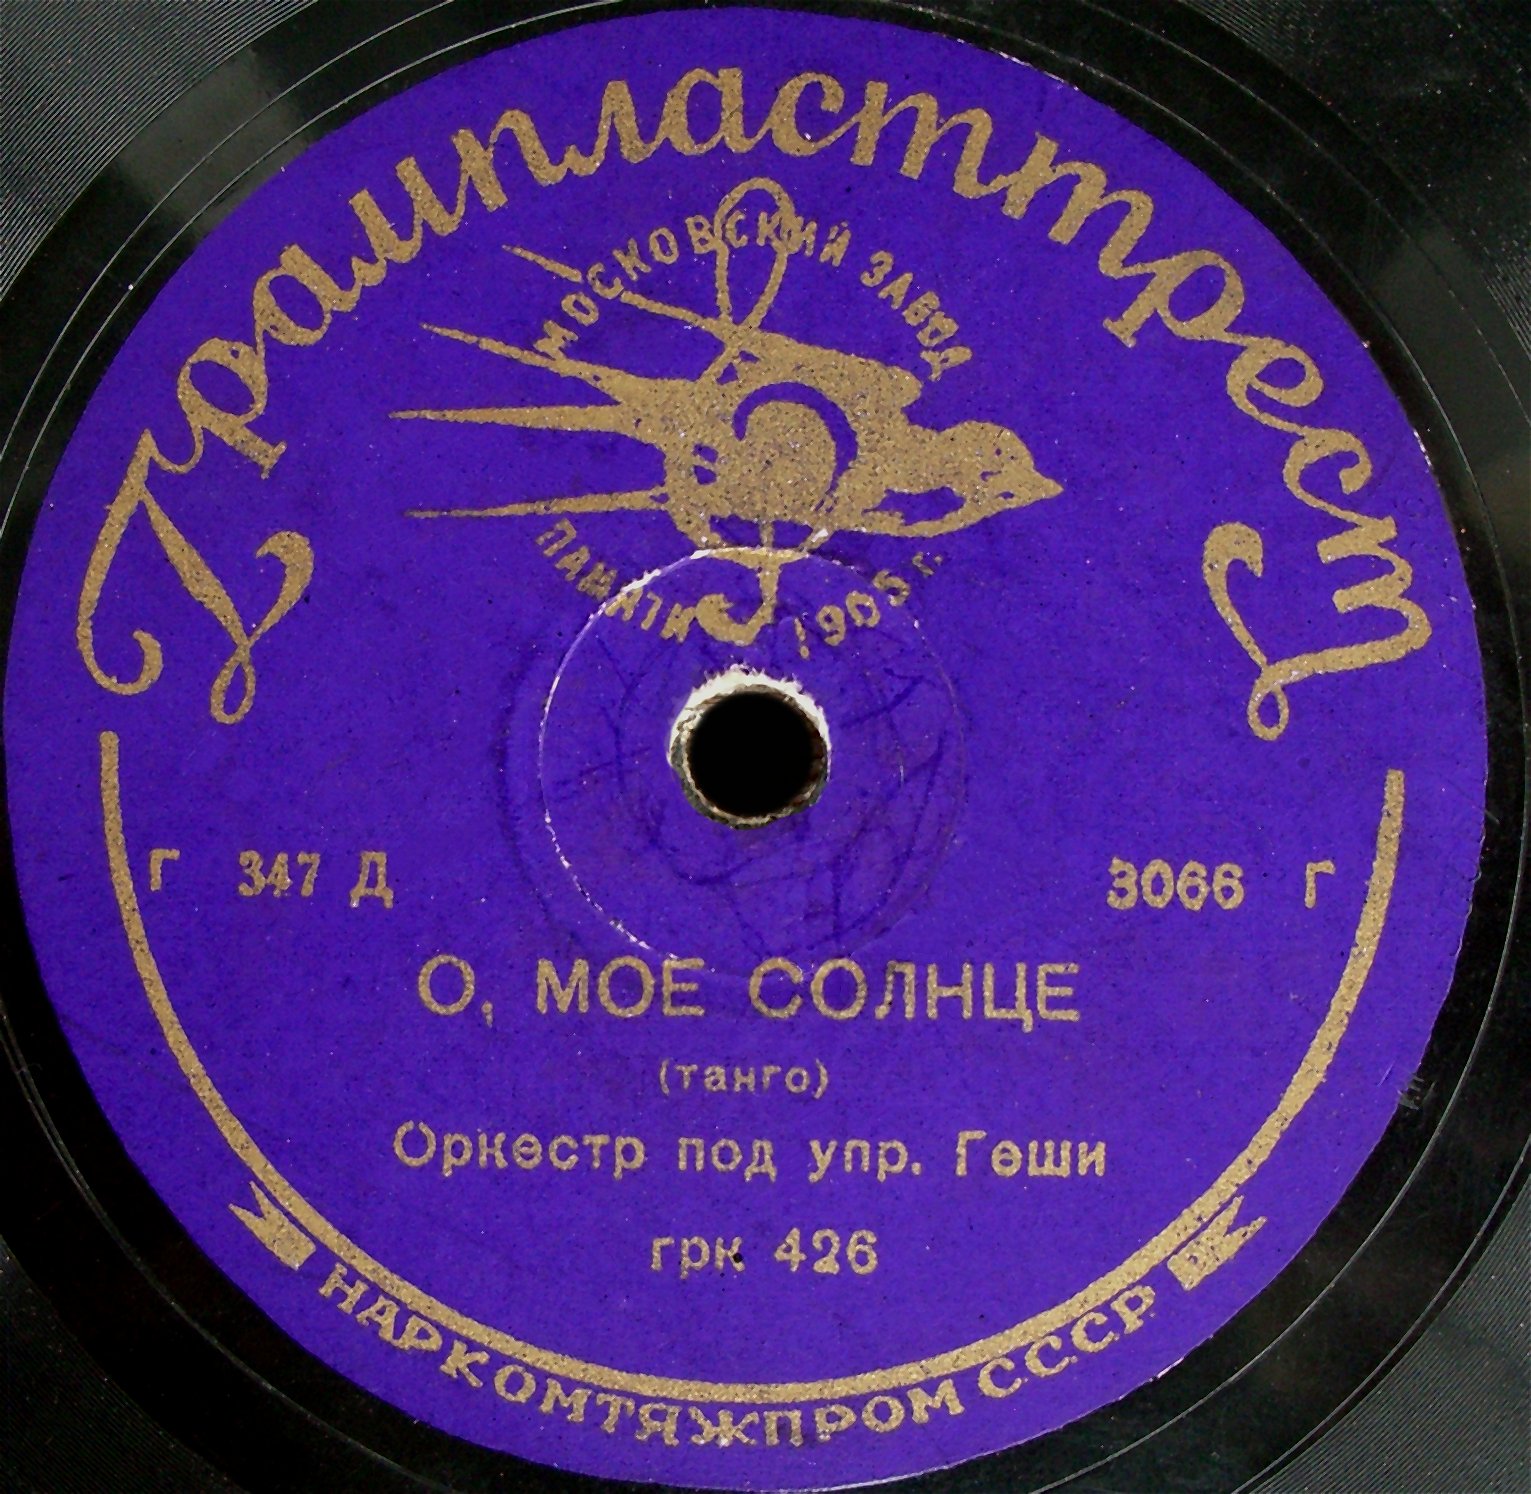 Грампласттрест
МОСКОВСКИЙ ЗАВОД
ПАМЯТИ 1905 г.
Г 347 Д
3066 Г
О, МОЕ СОЛНЦЕ
(танго)
Оркестр под упр. Геши
грк 426
НАРКОМТЯЖПРОМ СССР